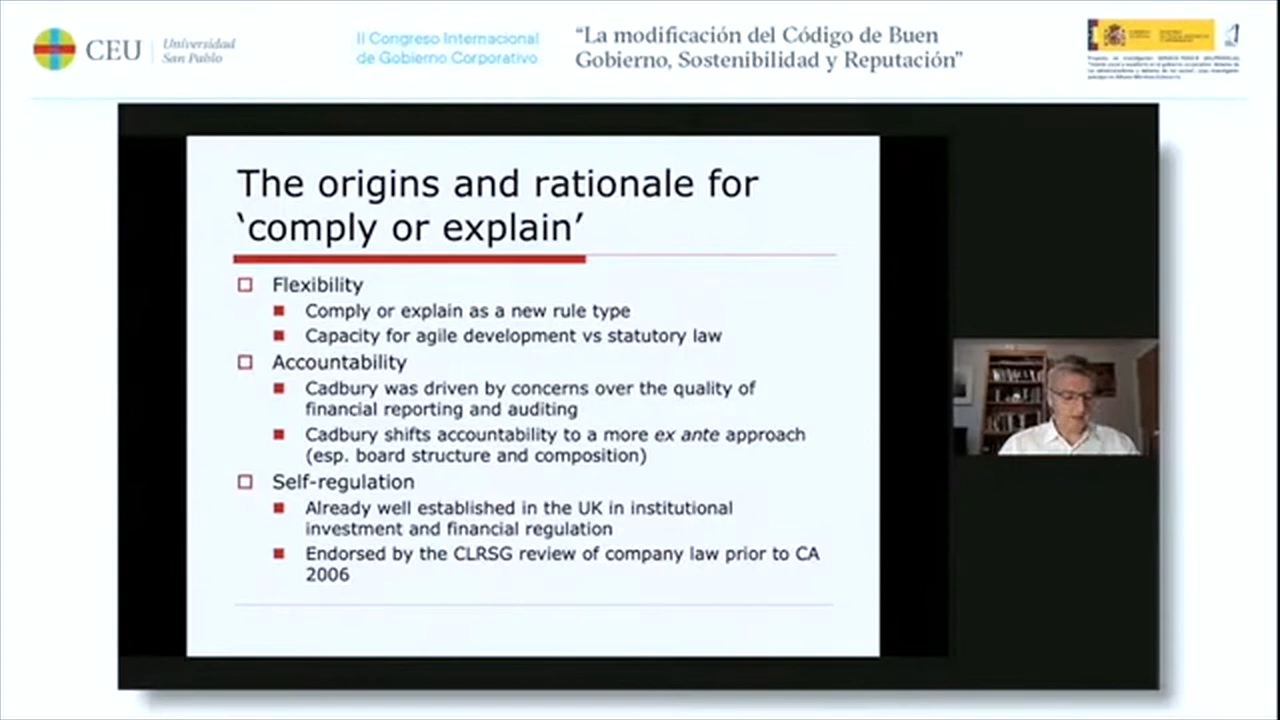 CEU
Universidad
San Pablo
II Congreso Internacional
de Gobierno Corporativo
“La modificación del Código de Buen
Gobierno, Sostenibilidad y Reputación”
The origins and rationale for
‘comply or explain’
Flexibility
Comply or explain as a new rule type
Capacity for agile development vs statutory law
Accountability
Cadbury was driven by concerns over the quality of
financial reporting and auditing
Cadbury shifts accountability to a more ex ante approach
(esp. board structure and composition)
Self-regulation
Already well established in the UK in institutional
investment and financial regulation
Endorsed by the CLRSG review of company law prior to CA
2006